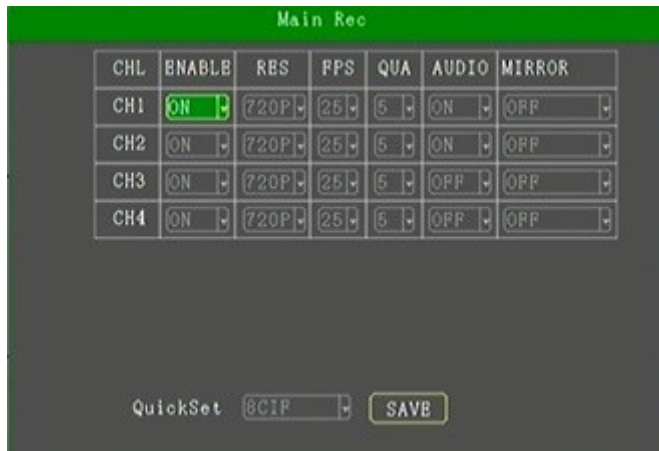 Main Rec
CHL ENABLE RES FPS QUA AUDIO MIRROR
CH1 ON 720P 25 5 ON OFF
CH2 ON 720P 25 5 ON OFF
CH3 ON 720P 25 5 OFF OFF
CH4 ON 720P 25 5 OFF OFF
QuickSet 8CIF SAVE